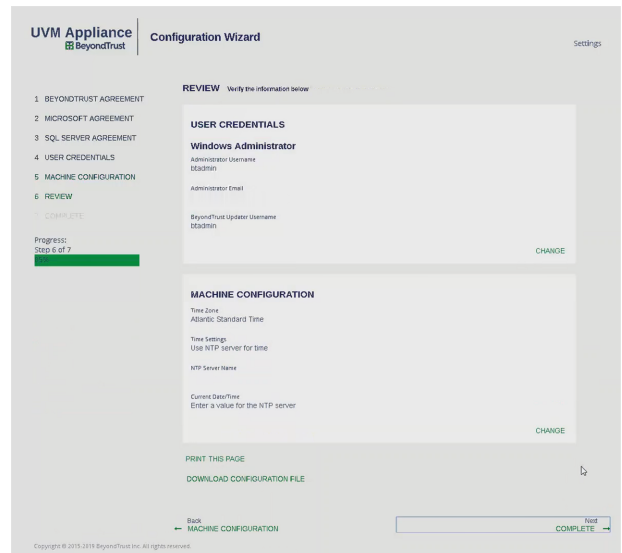 UVM Appliance
BeyondTrust
Configuration Wizard
Settings
1 BEYONDTRUST AGREEMENT
2 MICROSOFT AGREEMENT
3 SQL SERVER AGREEMENT
4 USER CREDENTIALS
5 MACHINE CONFIGURATION
6 REVIEW
COMPLETE
Progress:
Step 6 of 7
REVIEW Verify the information below
USER CREDENTIALS
Windows Administrator
Administrator Username
btadmin
Administrator Email
BeyondTrust Updater Username
btadmin
CHANGE
MACHINE CONFIGURATION
Time Zone
Atlantic Standard Time
Time Settings
Use NTP server for time
NTP Server Name
Current Date/Time
Enter a value for the NTP server
CHANGE
PRINT THIS PAGE
DOWNLOAD CONFIGURATION FILE
Back
← MACHINE CONFIGURATION
Next
COMPLETE →
Copyright © 2015-2019 BeyondTrust Inc. All rights reserved.